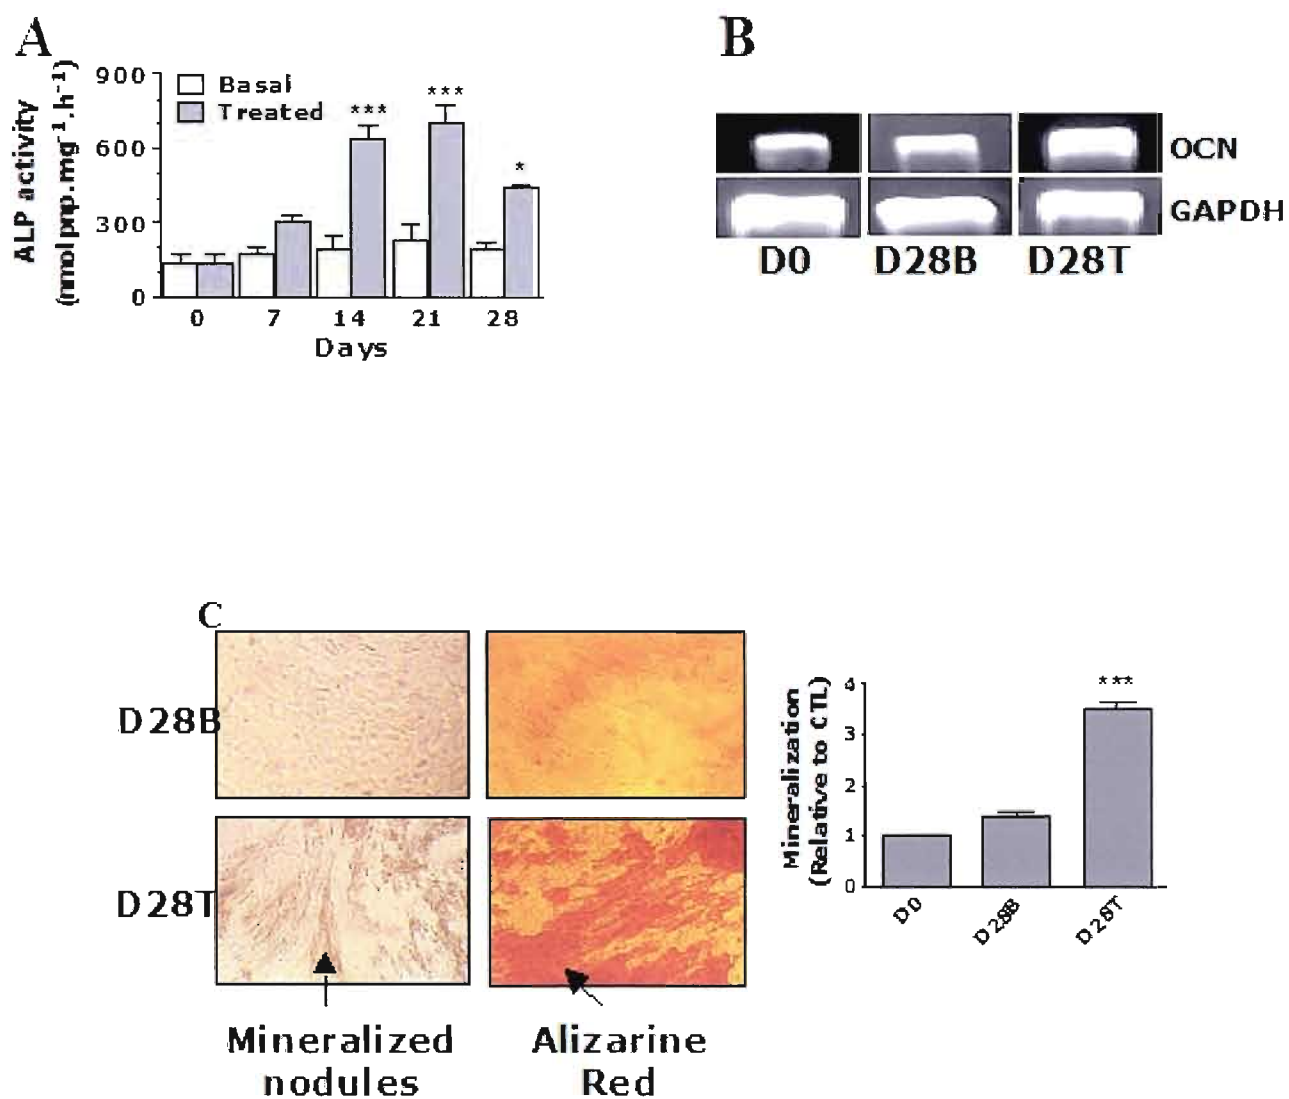 A
ALP activity
(nmol pnp.mg⁻¹.h⁻¹)
900
600
300
0
Basal
Treated
***
***
*
0 7 14 21 28
Days
B
OCN
GAPDH
D0 D28B D28T
C
D28B
D28T
Mineralized
nodules
Alizarine
Red
Mineralization
(Relative to CTL)
4
3
2
1
0
***
D0 D28B D28T